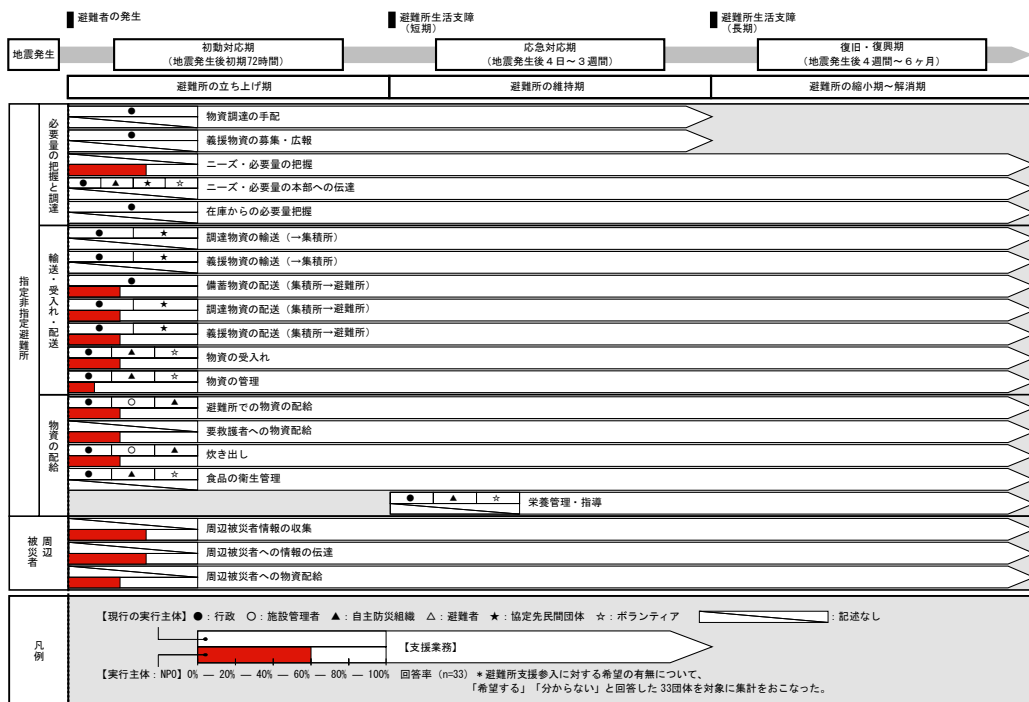 避難者の発生
避難所生活支障
（短期）
避難所生活支障
（長期）
地震発生
初動対応期
（地震発生後初期72時間）
応急対応期
（地震発生後４日～３週間）
復旧・復興期
（地震発生後４週間～６ヶ月）
避難所の立ち上げ期
避難所の維持期
避難所の縮小期～解消期
指定非指定避難所
必要量の把握と調達
● 物資調達の手配
● 義援物資の募集・広報
ニーズ・必要量の把握
● ▲ ★ ☆ ニーズ・必要量の本部への伝達
● 在庫からの必要量把握
輸送・受入れ・配送
● ★ 調達物資の輸送（→集積所）
● ★ 義援物資の輸送（→集積所）
● 備蓄物資の配送（集積所→避難所）
● ★ 調達物資の配送（集積所→避難所）
● ★ 義援物資の配送（集積所→避難所）
● ▲ ☆ 物資の受入れ
● ▲ ☆ 物資の管理
物資の配給
● ○ ▲ 避難所での物資の配給
要救護者への物資配給
● ○ ▲ 炊き出し
● ▲ ☆ 食品の衛生管理
● ▲ ☆ 栄養管理・指導
周辺
被災者
周辺被災者情報の収集
周辺被災者への情報の伝達
周辺被災者への物資配給
凡例
【現行の実行主体】●：行政 ○：施設管理者 ▲：自主防災組織 △：避難者 ★：協定先民間団体 ☆：ボランティア ：記述なし
【支援業務】
【実行主体：NPO】0% ― 20% ― 40% ― 60% ― 80% ― 100% 回答率（n=33）＊避難所支援参入に対する希望の有無について、
「希望する」「分からない」と回答した33団体を対象に集計をおこなった。